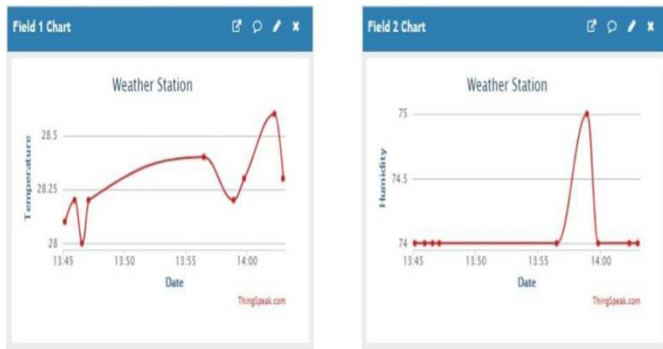 Field 1 Chart
Weather Station
Temperature
28.5
28.25
28
13:45
13:50
13:55
14:00
Date
ThingSpeak.com
Field 2 Chart
Weather Station
Humidity
75
74.5
74
13:45
13:50
13:55
14:00
Date
ThingSpeak.com